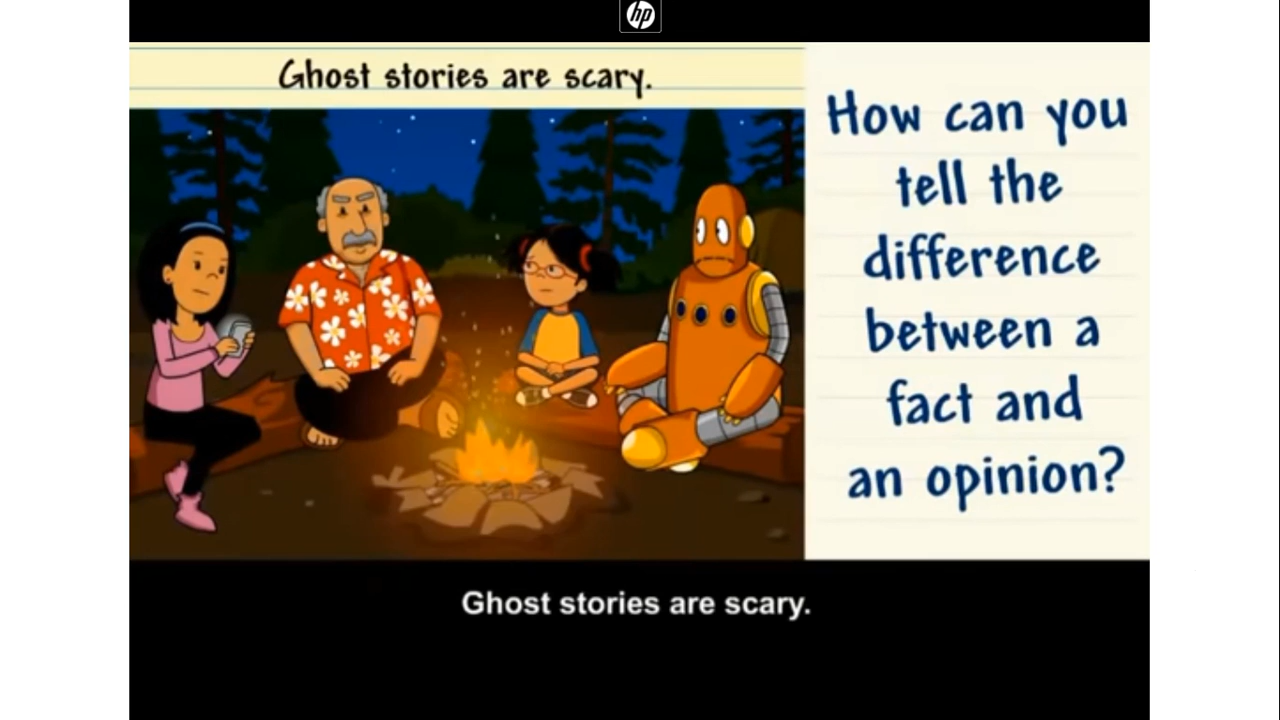 hp
Ghost stories are scary.
How can you
tell the
difference
between a
fact and
an opinion?
Ghost stories are scary.